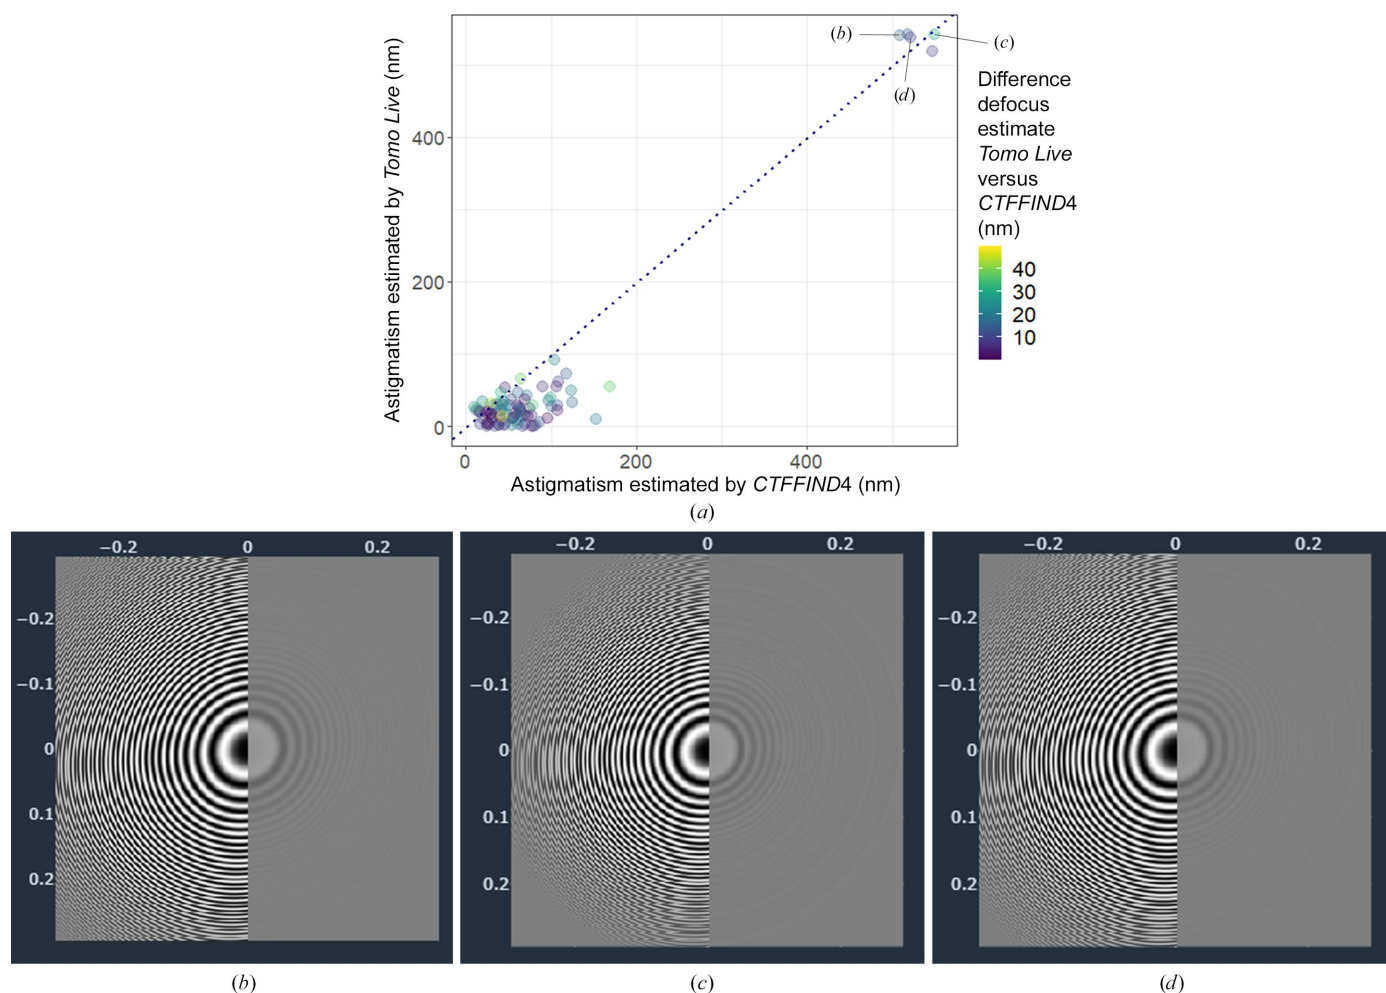 (b)
(c)
(d)
Astigmatism estimated by Tomo Live (nm)
400
200
0
0
200
400
Astigmatism estimated by CTFFIND4 (nm)
Difference
defocus
estimate
Tomo Live
versus
CTFFIND4
(nm)
40
30
20
10
(a)
−0.2
0
0.2
−0.2
−0.1
0
0.1
0.2
(b)
−0.2
0
0.2
−0.2
−0.1
0
0.1
0.2
(c)
−0.2
0
0.2
−0.2
−0.1
0
0.1
0.2
(d)